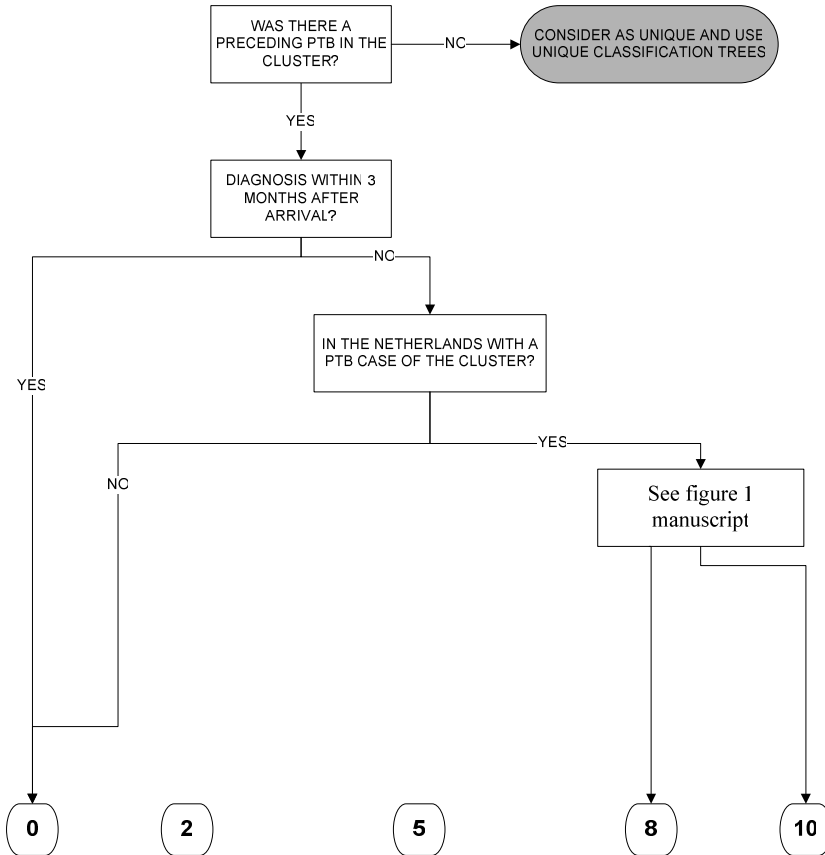 WAS THERE A
PRECEDING PTB IN THE
CLUSTER?
NO
CONSIDER AS UNIQUE AND USE
UNIQUE CLASSIFICATION TREES
YES
DIAGNOSIS WITHIN 3
MONTHS AFTER
ARRIVAL?
NO
IN THE NETHERLANDS WITH A
PTB CASE OF THE CLUSTER?
YES
YES
NO
See figure 1
manuscript
0
2
5
8
10